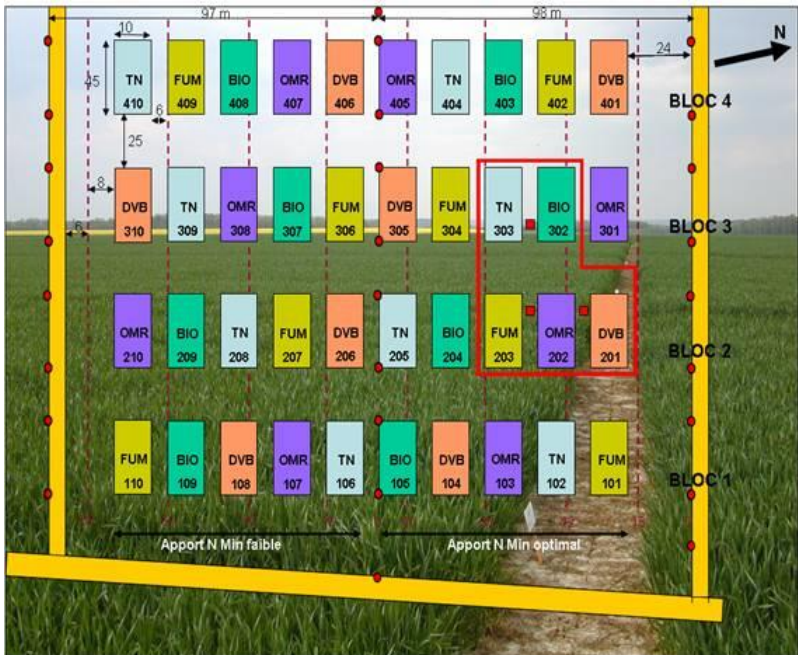 97 m
98 m
10
24
N
TN
410
FUM
409
BIO
408
OMR
407
DVB
406
OMR
405
TN
404
BIO
403
FUM
402
DVB
401
BLOC 4
45
6
25
8
6
DVB
310
TN
309
OMR
308
BIO
307
FUM
306
DVB
305
FUM
304
TN
303
BIO
302
OMR
301
BLOC 3
OMR
210
BIO
209
TN
208
FUM
207
DVB
206
TN
205
BIO
204
FUM
203
OMR
202
DVB
201
BLOC 2
FUM
110
BIO
109
DVB
108
OMR
107
TN
106
BIO
105
DVB
104
OMR
103
TN
102
FUM
101
BLOC 1
Apport N Min faible
Apport N Min optimal